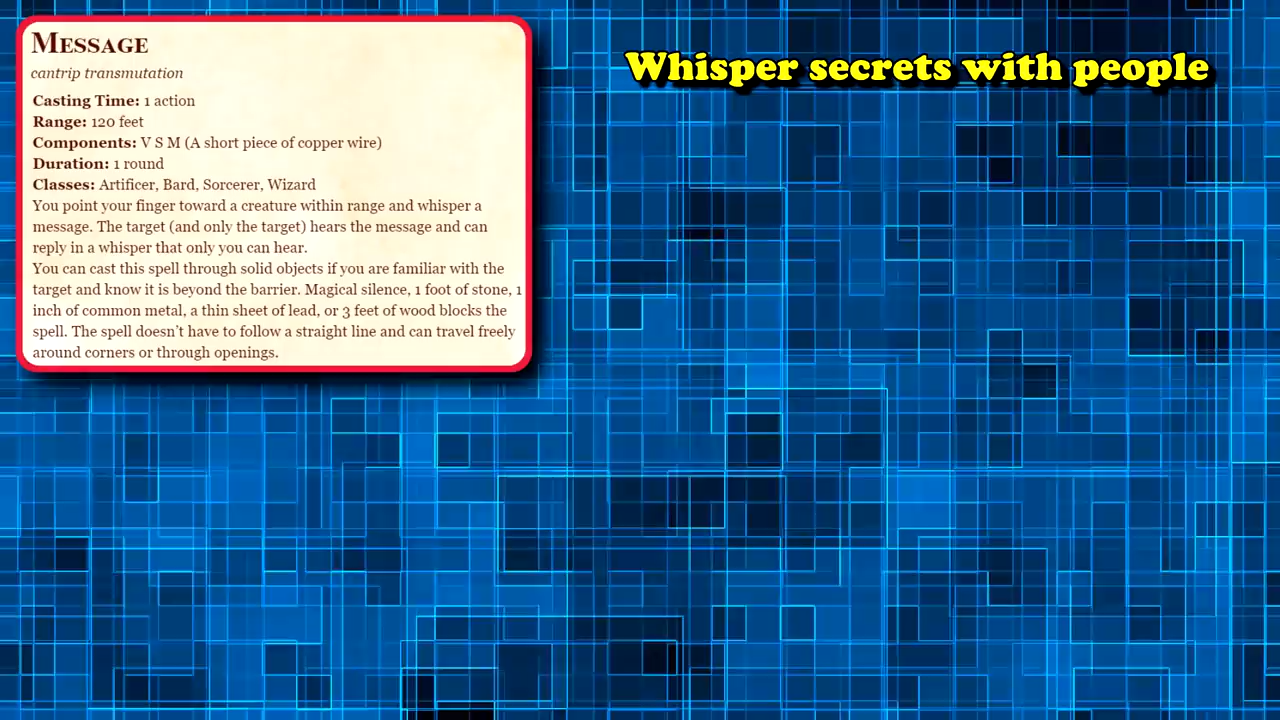 Message
cantrip transmutation
Casting Time: 1 action
Range: 120 feet
Components: V S M (A short piece of copper wire)
Duration: 1 round
Classes: Artificer, Bard, Sorcerer, Wizard
You point your finger toward a creature within range and whisper a
message. The target (and only the target) hears the message and can
reply in a whisper that only you can hear.
You can cast this spell through solid objects if you are familiar with the
target and know it is beyond the barrier. Magical silence, 1 foot of stone, 1
inch of common metal, a thin sheet of lead, or 3 feet of wood blocks the
spell. The spell doesn’t have to follow a straight line and can travel freely
around corners or through openings.
Whisper secrets with people